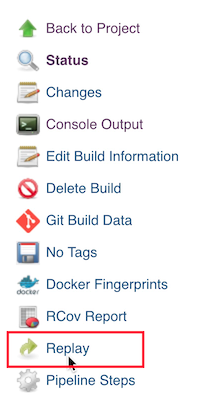 Back to Project
Status
Changes
Console Output
Edit Build Information
Delete Build
Git Build Data
No Tags
docker Docker Fingerprints
RCov Report
Replay
Pipeline Steps